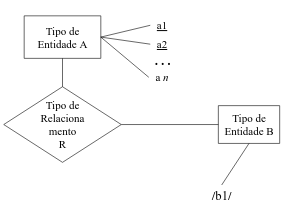 Tipo de
Entidade A
a1
a2
...
a n
Tipo de
Relaciona
mento
R
Tipo de
Entidade B
/b1/